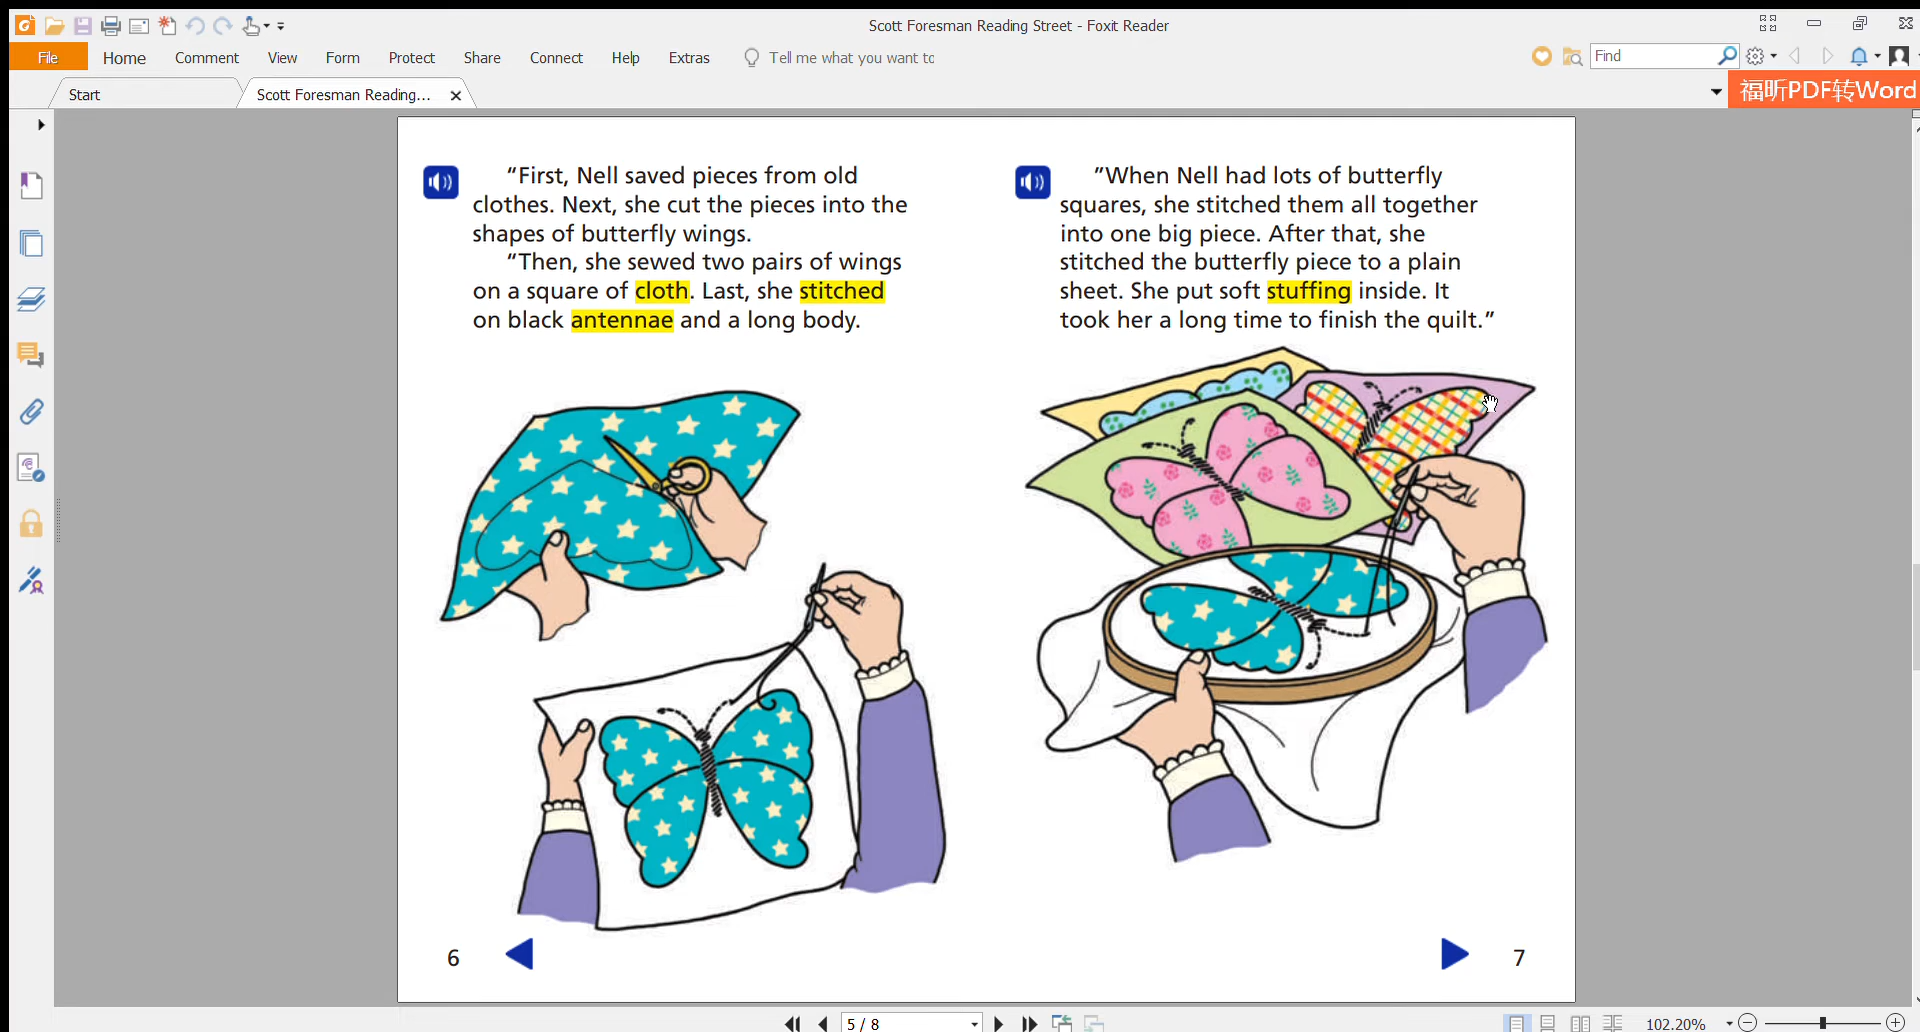 Scott Foresman Reading Street - Foxit Reader
File Home Comment View Form Protect Share Connect Help Extras Tell me what you want to Find
Start Scott Foresman Reading...
福昕PDF转Word
“First, Nell saved pieces from old
clothes. Next, she cut the pieces into the
shapes of butterfly wings.
“Then, she sewed two pairs of wings
on a square of cloth. Last, she stitched
on black antennae and a long body.
6
”When Nell had lots of butterfly
squares, she stitched them all together
into one big piece. After that, she
stitched the butterfly piece to a plain
sheet. She put soft stuffing inside. It
took her a long time to finish the quilt.”
7
5 / 8
102.20%